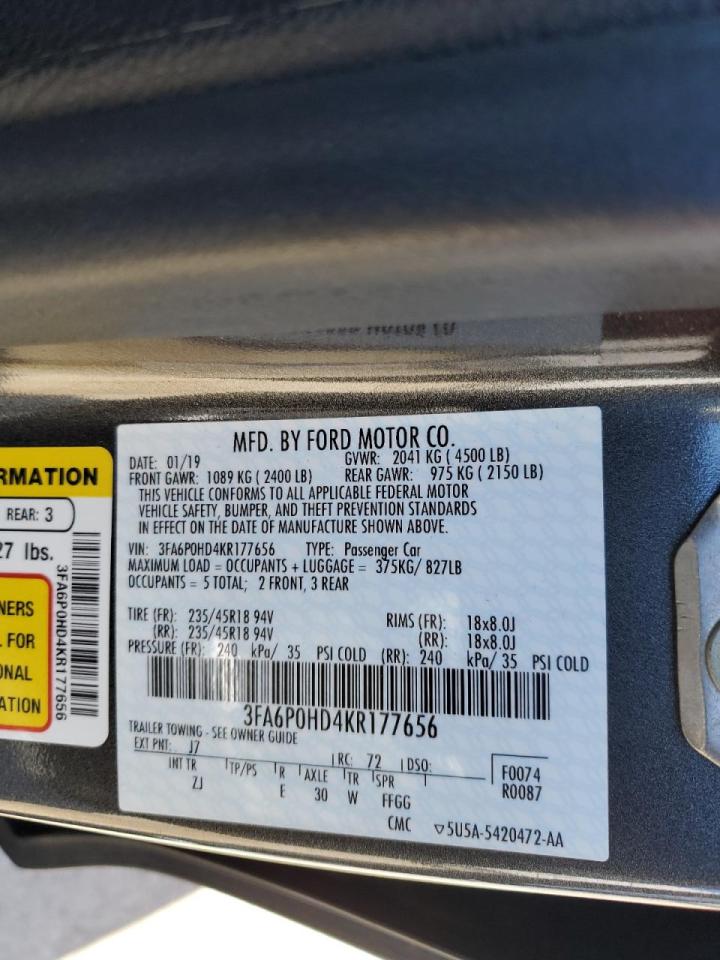 MFD. BY FORD MOTOR CO.
DATE: 01/19 GVWR: 2041 KG ( 4500 LB)
FRONT GAWR: 1089 KG ( 2400 LB) REAR GAWR: 975 KG ( 2150 LB)
THIS VEHICLE CONFORMS TO ALL APPLICABLE FEDERAL MOTOR
VEHICLE SAFETY, BUMPER, AND THEFT PREVENTION STANDARDS
IN EFFECT ON THE DATE OF MANUFACTURE SHOWN ABOVE.
VIN: 3FA6P0HD4KR177656 TYPE: Passenger Car
MAXIMUM LOAD = OCCUPANTS + LUGGAGE = 375KG/ 827LB
OCCUPANTS = 5 TOTAL; 2 FRONT, 3 REAR
TIRE (FR): 235/45R18 94V RIMS (FR): 18x8.0J
(RR): 235/45R18 94V (RR): 18x8.0J
PRESSURE (FR): 240 kPa/ 35 PSI COLD (RR): 240 kPa/ 35 PSI COLD
3FA6P0HD4KR177656
TRAILER TOWING - SEE OWNER GUIDE
EXT PNT: J7 RC: 72 DSO:
INT TR TP/PS R AXLE TR SPR
ZJ E 30 W FFGG
F0074
R0087
CMC ▽5U5A-5420472-AA
RMATION
REAR: 3
27 lbs.
NERS
L FOR
ONAL
ATION
3FA6P0HD4KR177656